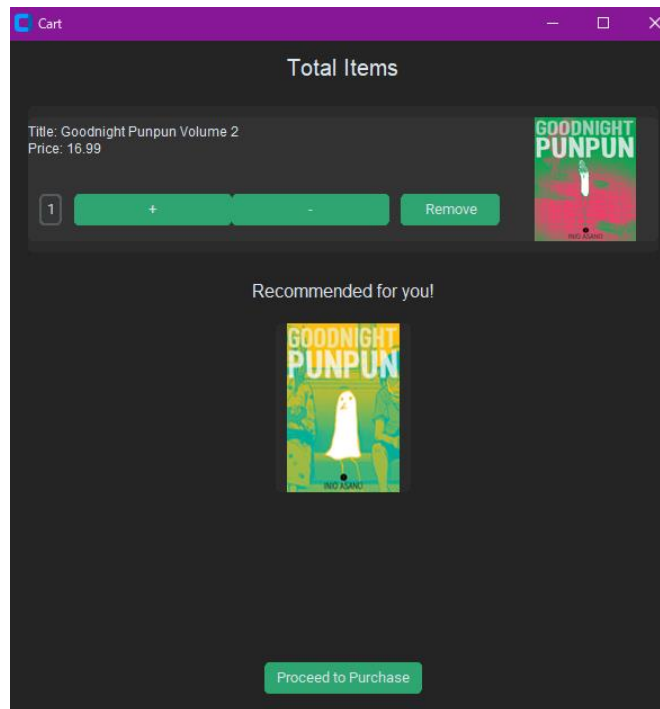 Cart
Total Items
Title: Goodnight Punpun Volume 2
Price: 16.99
GOODNIGHT
PUNPUN
INIO ASANO
1
+
-
Remove
Recommended for you!
GOODNIGHT
PUNPUN
INIO ASANO
Proceed to Purchase